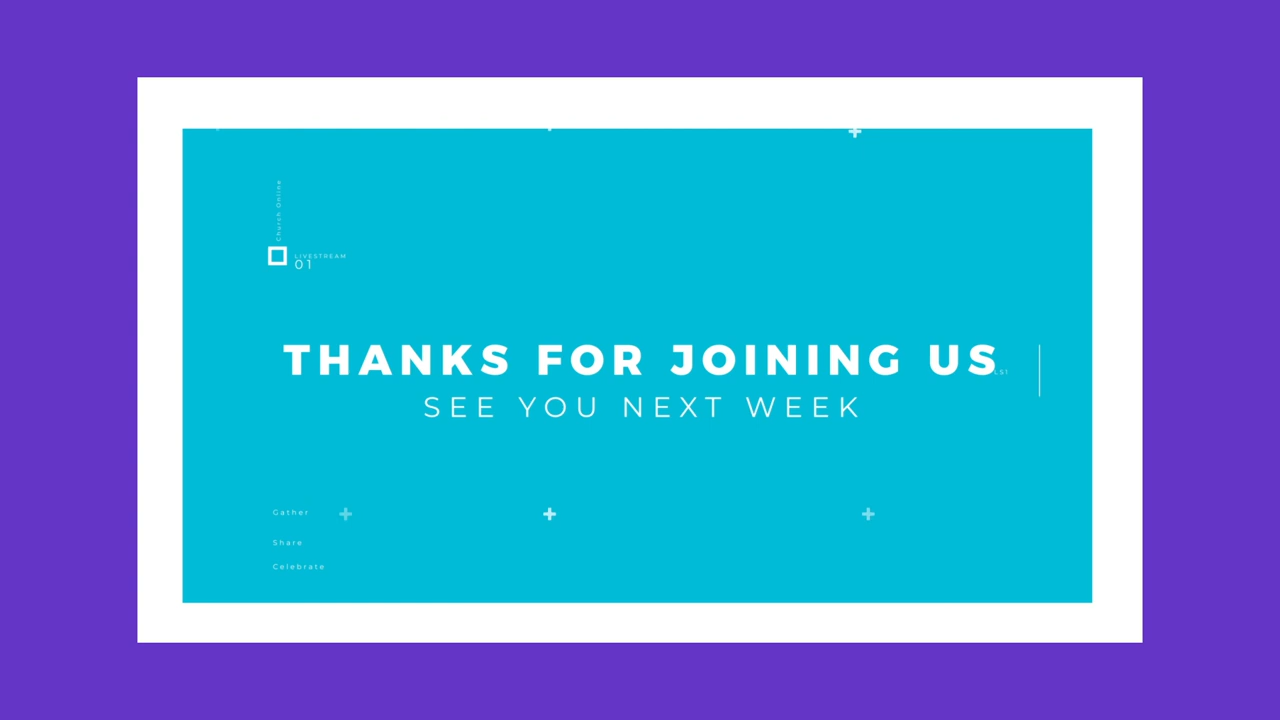 Church Online
LIVESTREAM
01
THANKS FOR JOINING US
SEE YOU NEXT WEEK
Gather
Share
Celebrate